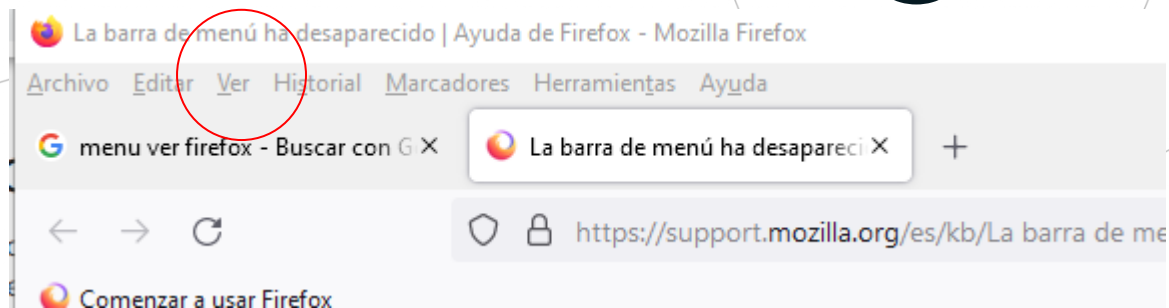 La barra de menú ha desaparecido | Ayuda de Firefox - Mozilla Firefox
Archivo Editar Ver Historial Marcadores Herramientas Ayuda
menu ver firefox - Buscar con G La barra de menú ha desapareci
https://support.mozilla.org/es/kb/La barra de me
Comenzar a usar Firefox